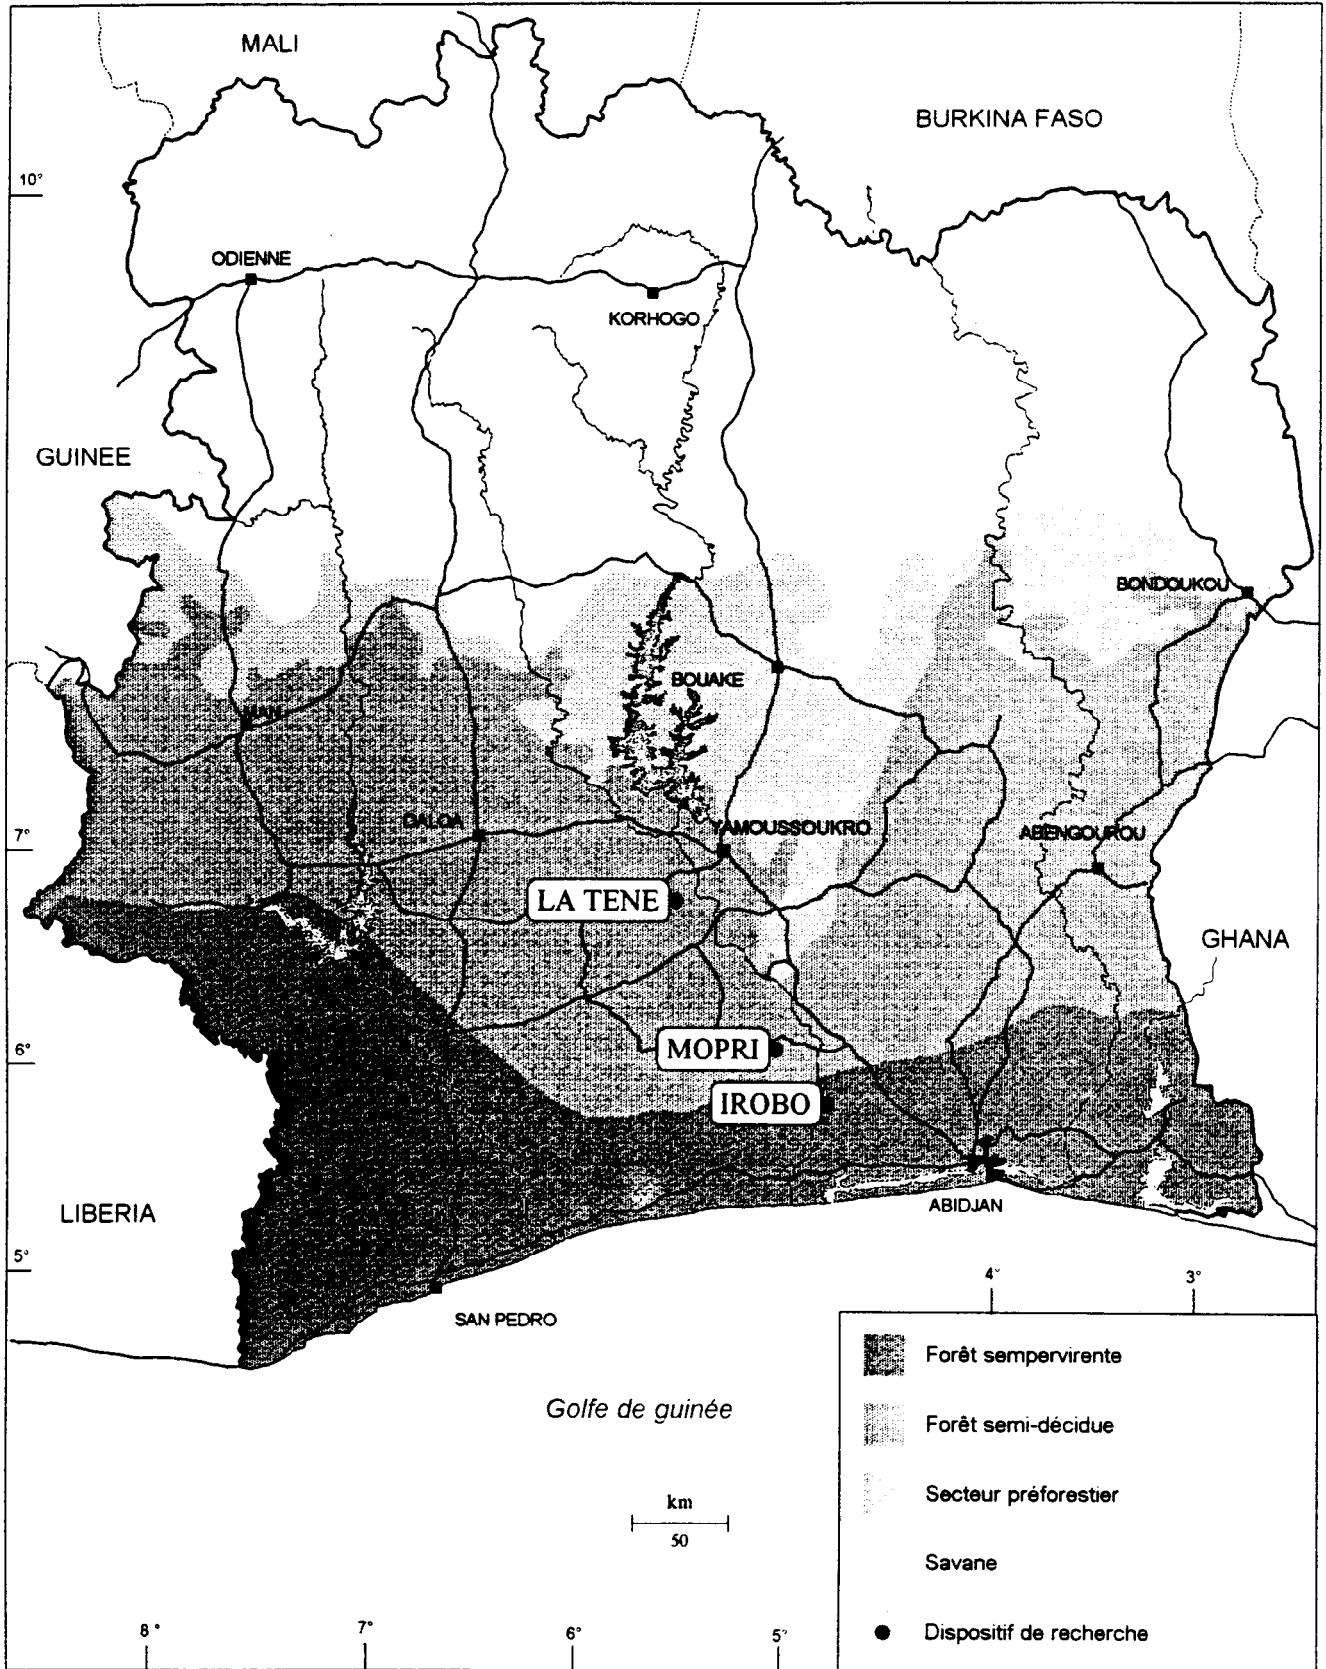 MALI
BURKINA FASO
10°
ODIENNE
KORHOGO
GUINEE
BONDOUKOU
BOUAKE
MAN
DALOA
YAMOUSSOUKRO
7°
ABENGOUROU
LA TENE
GHANA
MOPRI
6°
IROBO
LIBERIA
ABIDJAN
5°
4°
3°
SAN PEDRO
Forêt sempervirente
Golfe de guinée
Forêt semi-décidue
Secteur préforestier
km
50
Savane
Dispositif de recherche
8°
7°
6°
5°